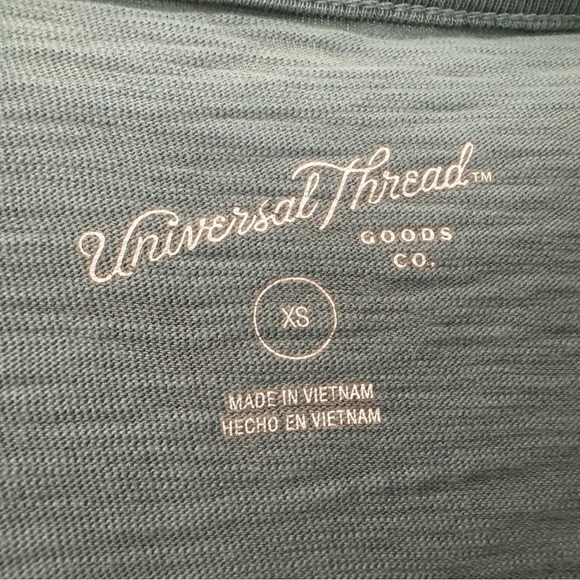 Universal Thread™
GOODS
CO.
XS
MADE IN VIETNAM
HECHO EN VIETNAM